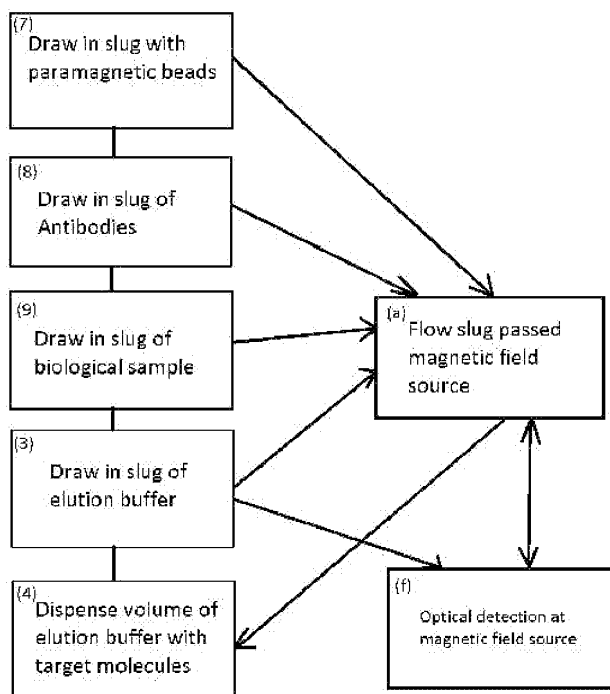 (7)
Draw in slug with
paramagnetic beads
(8)
Draw in slug of
Antibodies
(9)
Draw in slug of
biological sample
(3)
Draw in slug of
elution buffer
(4)
Dispense volume of
elution buffer with
target molecules
(a)
Flow slug passed
magnetic field
source
(f)
Optical detection at
magnetic field source